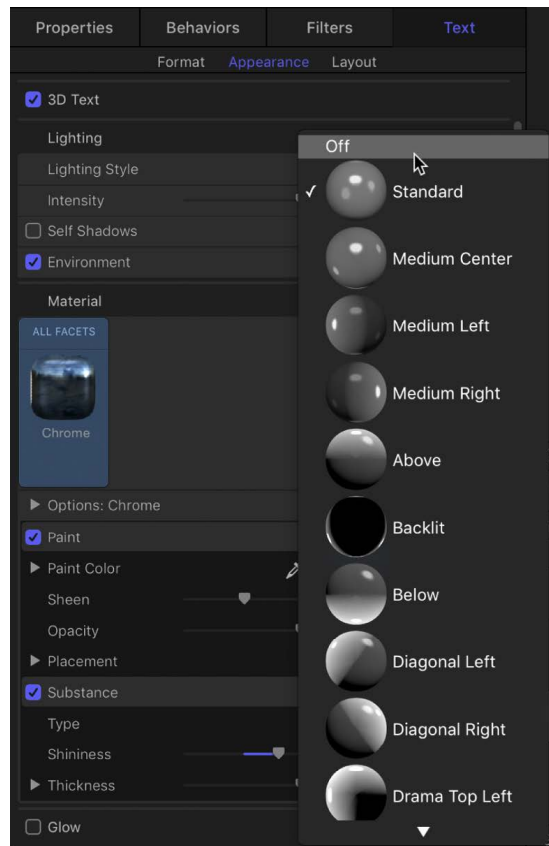 Properties Behaviors Filters Text
Format Appearance Layout
3D Text
Lighting
Lighting Style
Intensity
Self Shadows
Environment
Material
ALL FACETS
Chrome
Options: Chrome
Paint
Paint Color
Sheen
Opacity
Placement
Substance
Type
Shininess
Thickness
Glow
Off
Standard
Medium Center
Medium Left
Medium Right
Above
Backlit
Below
Diagonal Left
Diagonal Right
Drama Top Left